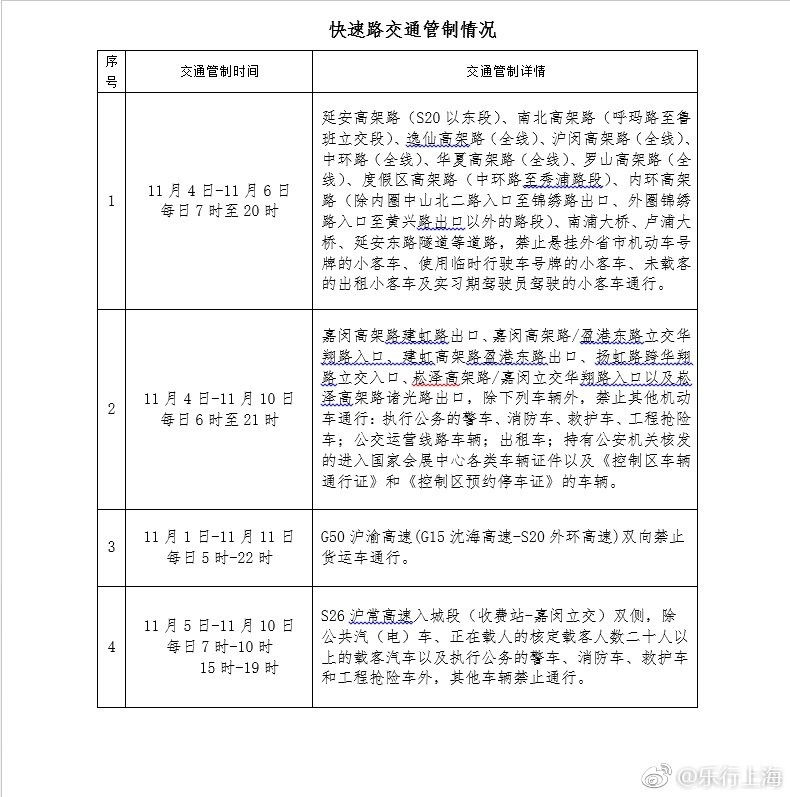 快速路交通管制情况
序号
交通管制时间
交通管制详情
1
11月4日-11月6日
每日7时至20时
延安高架路（S20以东段）、南北高架路（呼玛路至鲁
班立交段）、逸仙高架路（全线）、沪闵高架路（全线）、
中环路（全线）、华夏高架路（全线）、罗山高架路（全
线）、度假区高架路（中环路至秀浦路段）、内环高架
路（除内圈中山北二路入口至锦绣路出口、外圈锦绣
路入口至黄兴路出口以外的路段）、南浦大桥、卢浦大
桥、延安东路隧道等道路，禁止悬挂外省市机动车号
牌的小客车、使用临时行驶车号牌的小客车、未载客
的出租小客车及实习期驾驶员驾驶的小客车通行。
2
11月4日-11月10日
每日6时至21时
嘉闵高架路建虹路出口、嘉闵高架路/盈港东路立交华
翔路入口、建虹高架路盈港东路出口、扬虹路跨华翔
路立交入口、崧泽高架路/嘉闵立交华翔路入口以及崧
泽高架路诸光路出口，除下列车辆外，禁止其他机动
车通行：执行公务的警车、消防车、救护车、工程抢险
车；公交运营线路车辆；出租车；持有公安机关核发
的进入国家会展中心各类车辆证件以及《控制区车辆
通行证》和《控制区预约停车证》的车辆。
3
11月1日-11月11日
每日5时-22时
G50沪渝高速(G15沈海高速-S20外环高速)双向禁止
货运车通行。
4
11月5日-11月10日
每日7时-10时
15时-19时
S26沪常高速入城段（收费站-嘉闵立交）双侧，除
公共汽（电）车、正在载人的核定载客人数二十人以
上的载客汽车以及执行公务的警车、消防车、救护车
和工程抢险车外，其他车辆禁止通行。
@乐行上海